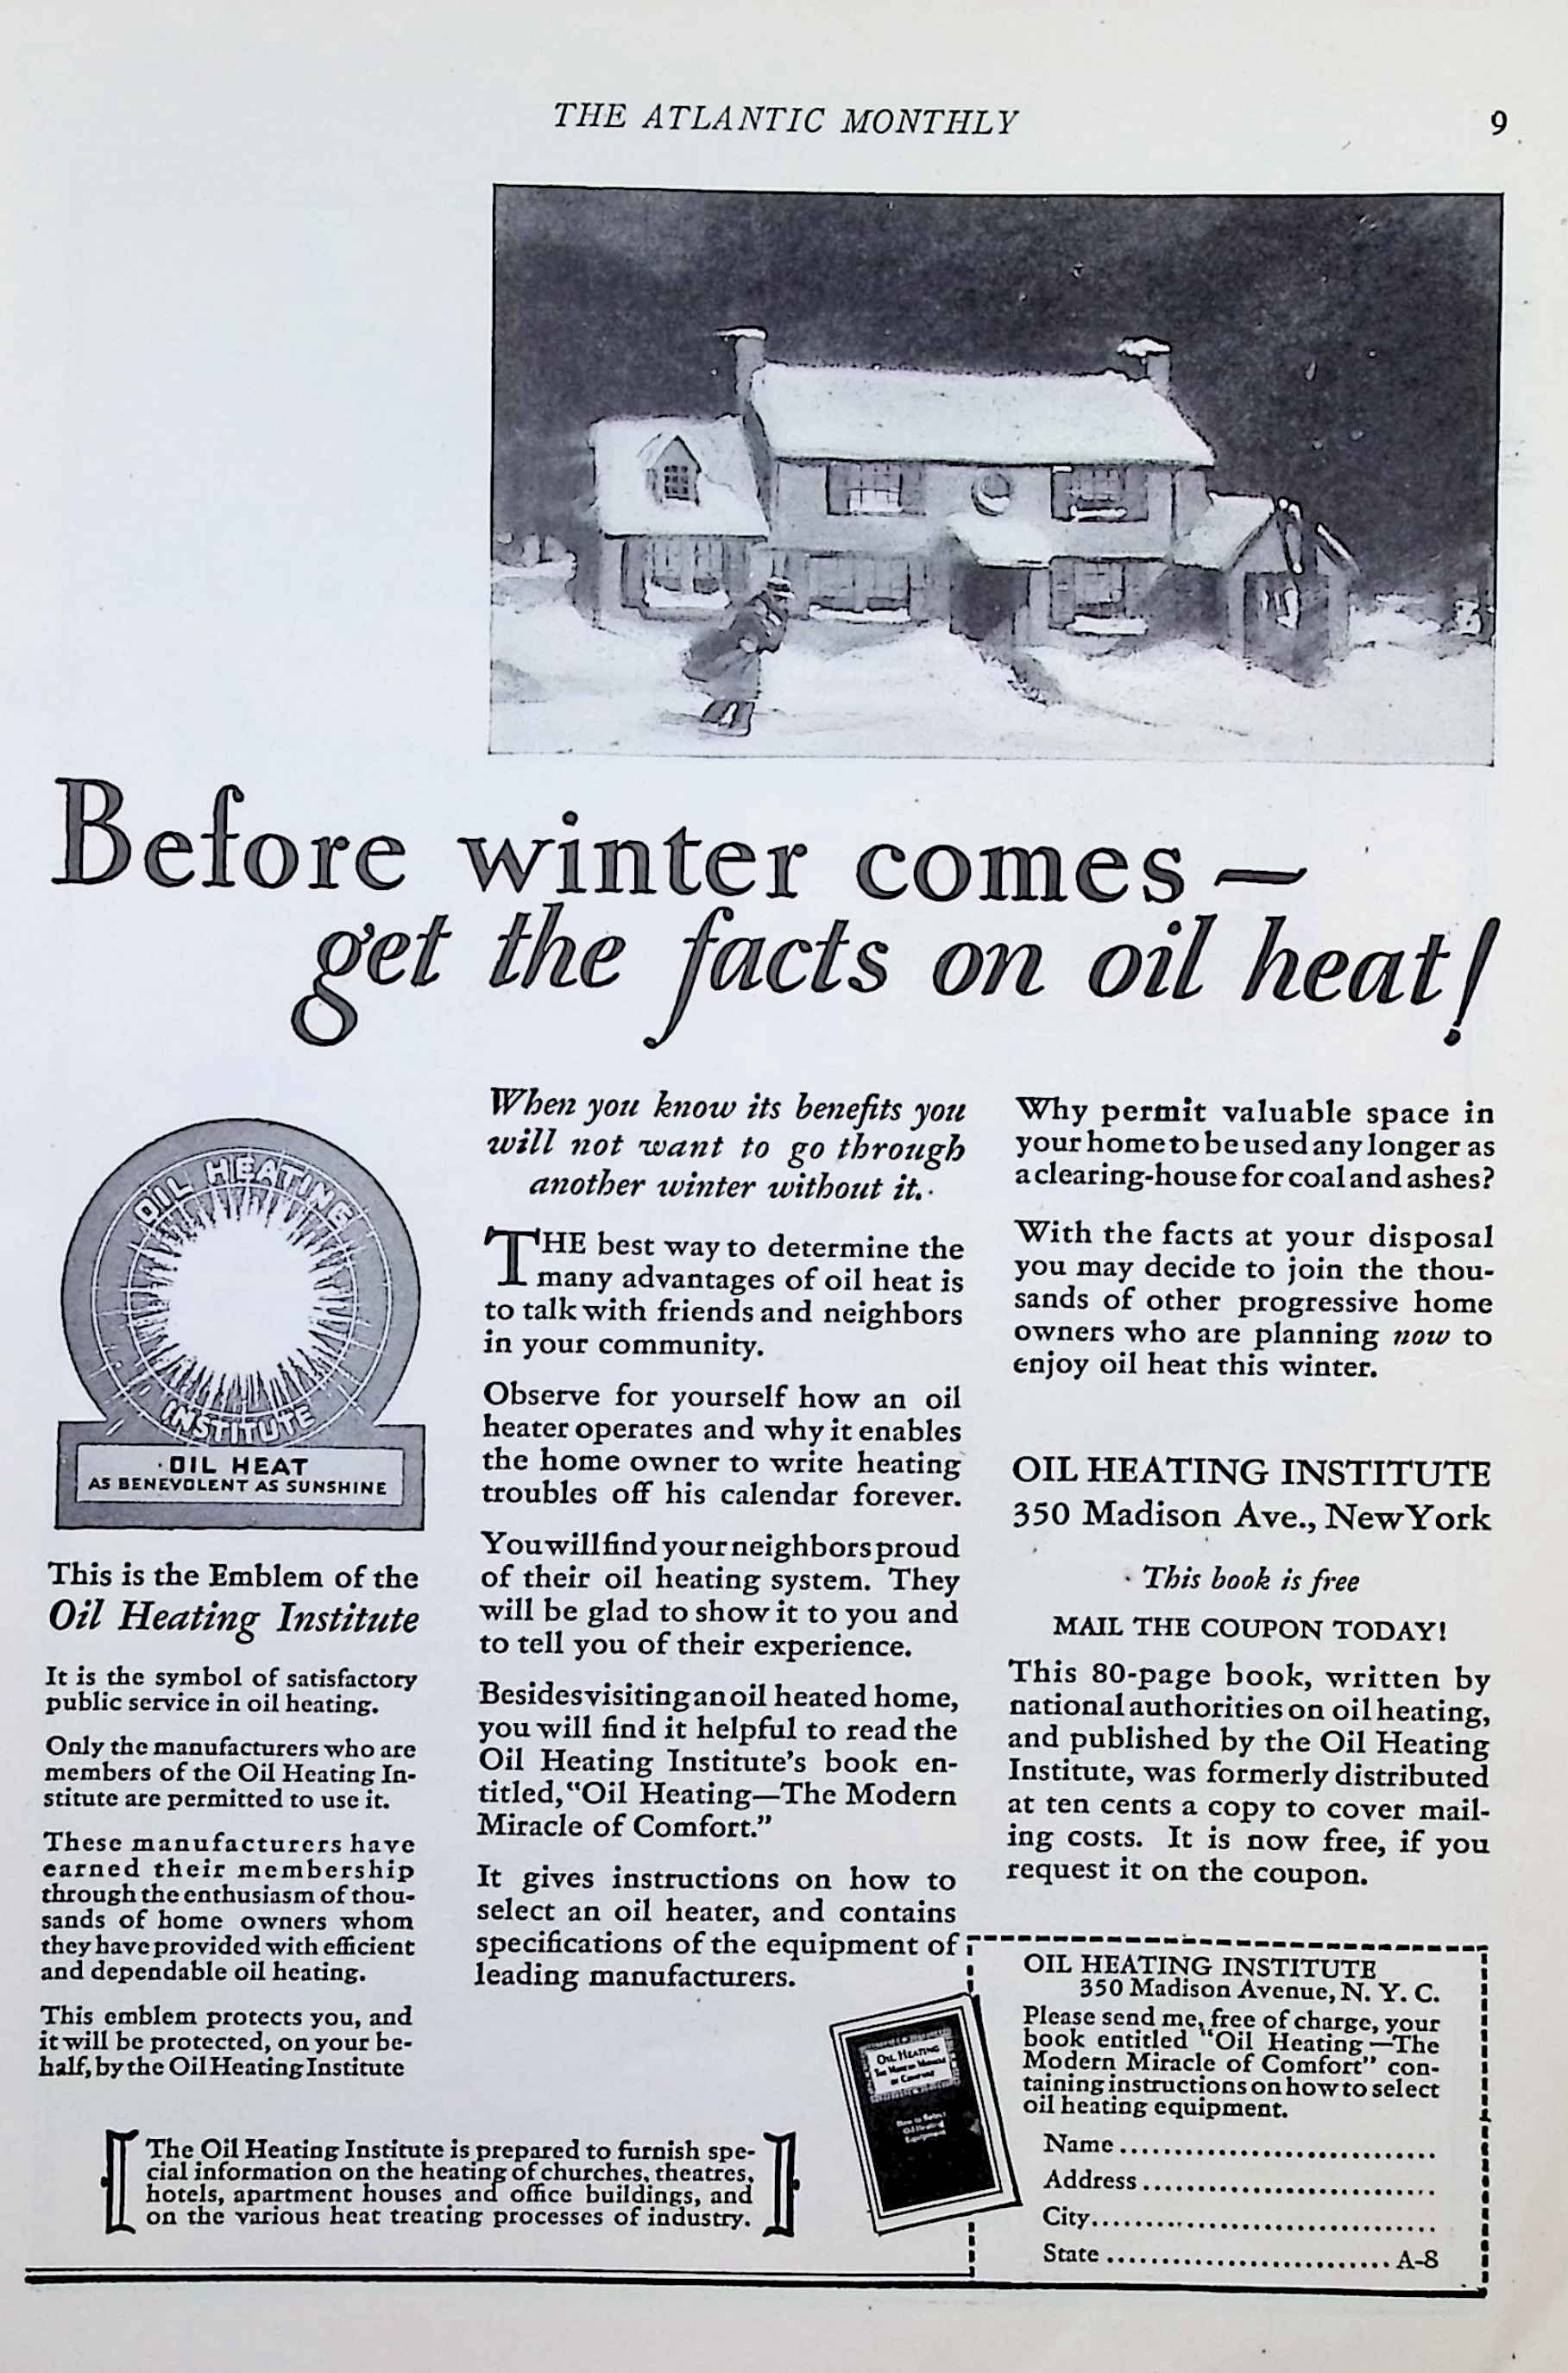 THE ATLANTIC MONTHLY
9
Before winter comes—
get the facts on oil heat!
OIL HEATING
INSTITUTE
OIL HEAT
AS BENEVOLENT AS SUNSHINE
This is the Emblem of the
Oil Heating Institute
It is the symbol of satisfactory
public service in oil heating.
Only the manufacturers who are
members of the Oil Heating In-
stitute are permitted to use it.
These manufacturers have
earned their membership
through the enthusiasm of thou-
sands of home owners whom
they have provided with efficient
and dependable oil heating.
This emblem protects you, and
it will be protected, on your be-
half, by the Oil Heating Institute
When you know its benefits you
will not want to go through
another winter without it.
THE best way to determine the
many advantages of oil heat is
to talk with friends and neighbors
in your community.
Observe for yourself how an oil
heater operates and why it enables
the home owner to write heating
troubles off his calendar forever.
You will find your neighbors proud
of their oil heating system. They
will be glad to show it to you and
to tell you of their experience.
Besides visiting an oil heated home,
you will find it helpful to read the
Oil Heating Institute's book en-
titled, "Oil Heating—The Modern
Miracle of Comfort."
It gives instructions on how to
select an oil heater, and contains
specifications of the equipment of
leading manufacturers.
Why permit valuable space in
your home to be used any longer as
a clearing-house for coal and ashes?
With the facts at your disposal
you may decide to join the thou-
sands of other progressive home
owners who are planning now to
enjoy oil heat this winter.
OIL HEATING INSTITUTE
350 Madison Ave., New York
This book is free
MAIL THE COUPON TODAY!
This 80-page book, written by
national authorities on oil heating,
and published by the Oil Heating
Institute, was formerly distributed
at ten cents a copy to cover mail-
ing costs. It is now free, if you
request it on the coupon.
The Oil Heating Institute is prepared to furnish spe-
cial information on the heating of churches, theatres,
hotels, apartment houses and office buildings, and
on the various heat treating processes of industry.
OIL HEATING
The Modern Miracle
of Comfort
How to Select
Oil Heating
Equipment
OIL HEATING INSTITUTE
350 Madison Avenue, N. Y. C.
Please send me, free of charge, your
book entitled "Oil Heating—The
Modern Miracle of Comfort" con-
taining instructions on how to select
oil heating equipment.
Name..............................
Address...........................
City...............................
State.......................... A-8